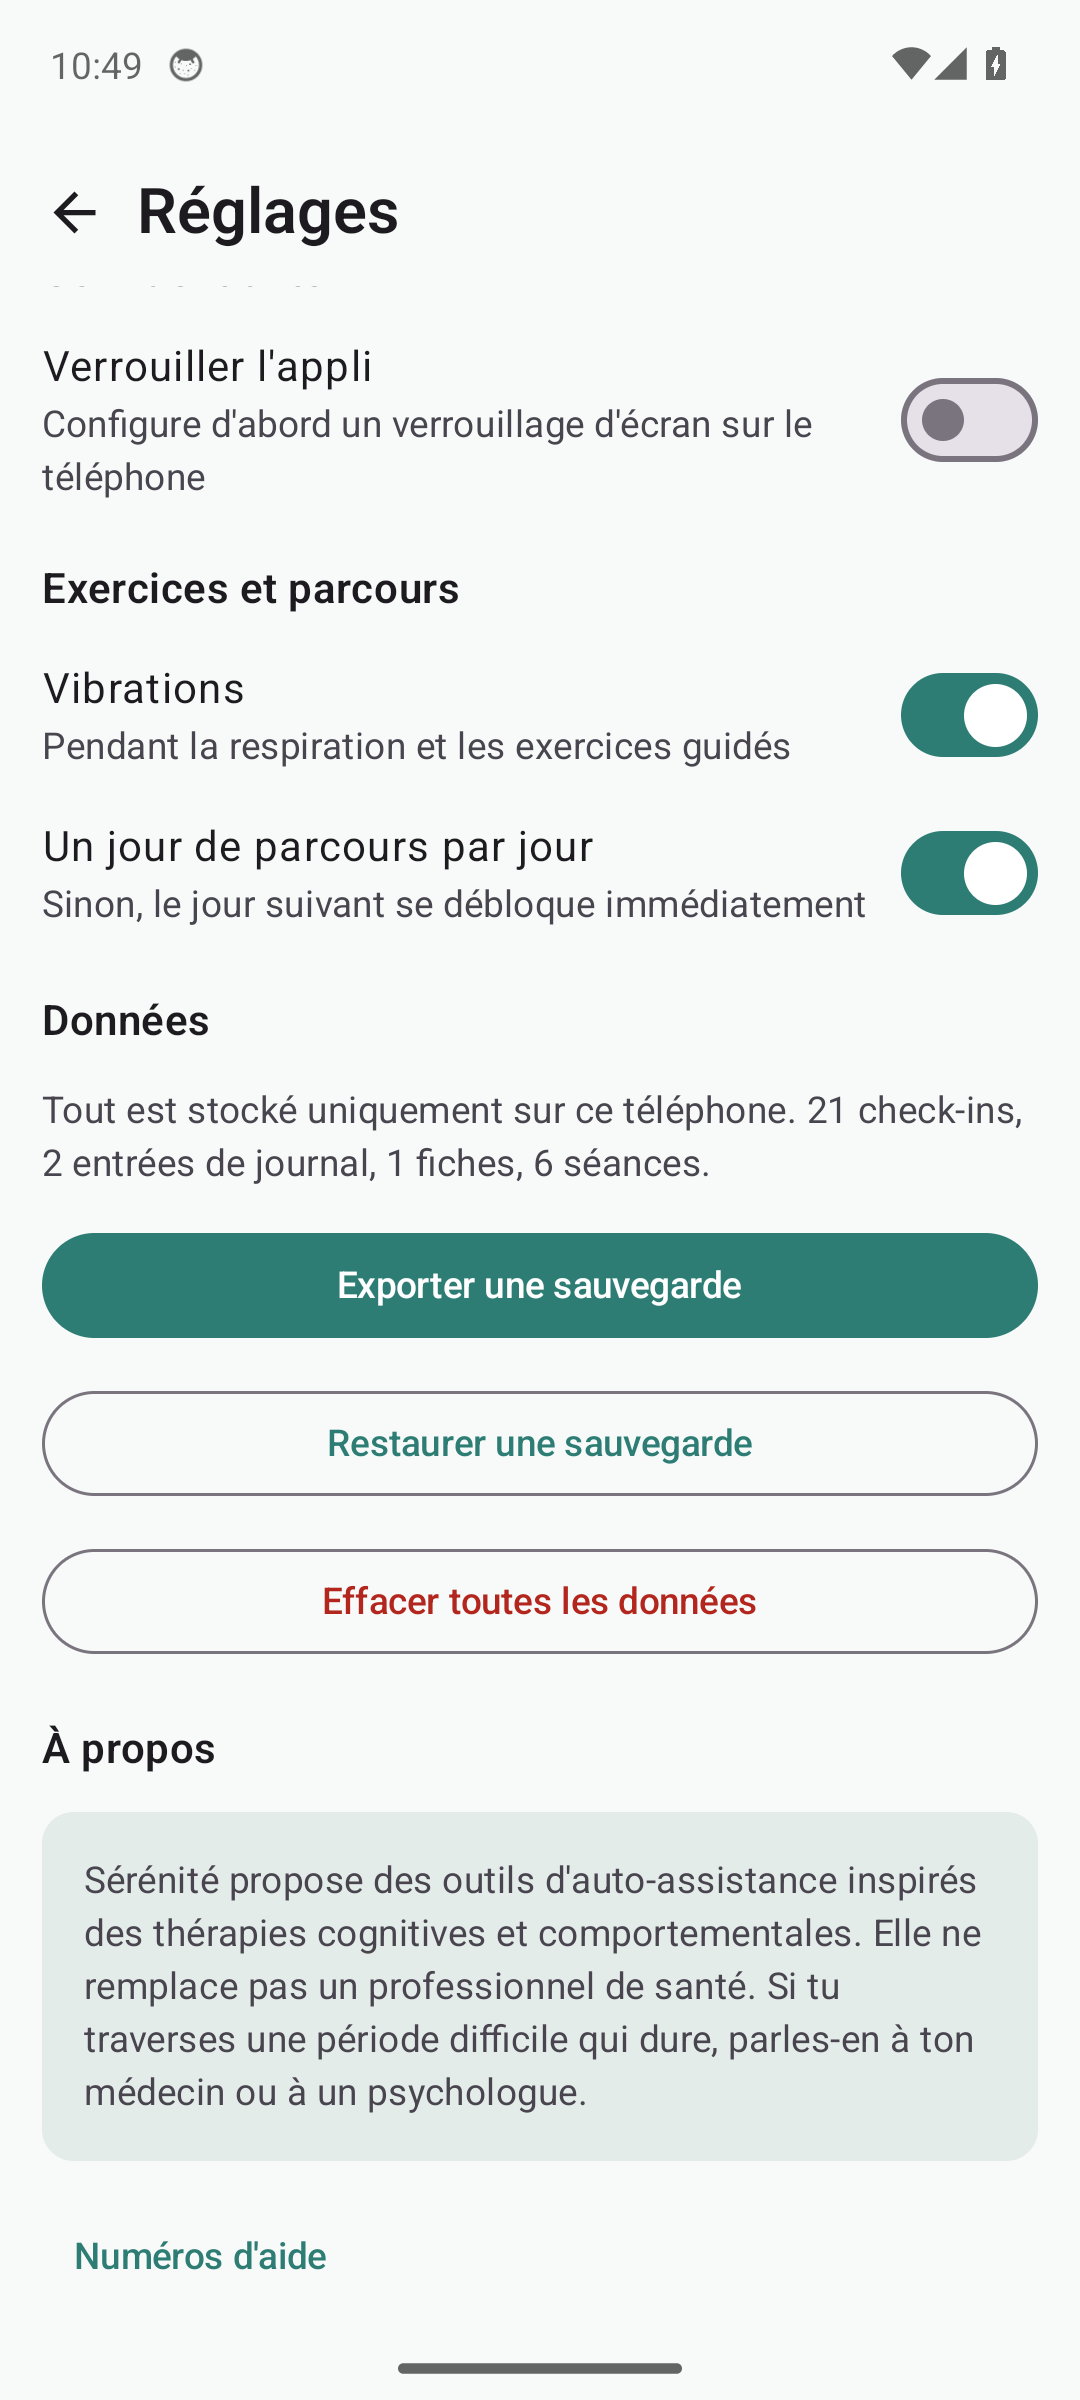 10:49
Réglages
Verrouiller l'appli
Configure d'abord un verrouillage d'écran sur le
téléphone
Exercices et parcours
Vibrations
Pendant la respiration et les exercices guidés
Un jour de parcours par jour
Sinon, le jour suivant se débloque immédiatement
Données
Tout est stocké uniquement sur ce téléphone. 21 check-ins,
2 entrées de journal, 1 fiches, 6 séances.
Exporter une sauvegarde
Restaurer une sauvegarde
Effacer toutes les données
À propos
Sérénité propose des outils d'auto-assistance inspirés
des thérapies cognitives et comportementales. Elle ne
remplace pas un professionnel de santé. Si tu
traverses une période difficile qui dure, parles-en à ton
médecin ou à un psychologue.
Numéros d'aide